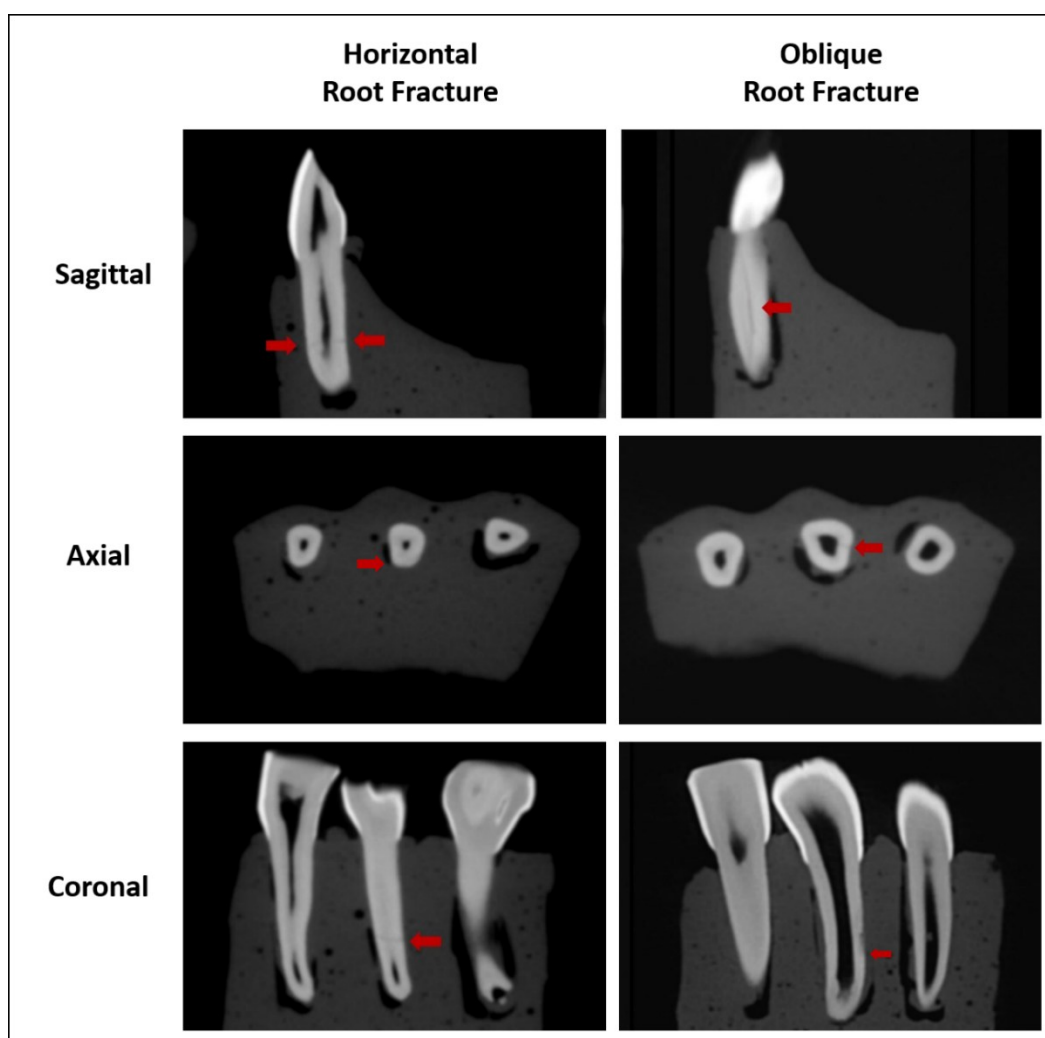 Horizontal
Root Fracture
Oblique
Root Fracture
Sagittal
Axial
Coronal